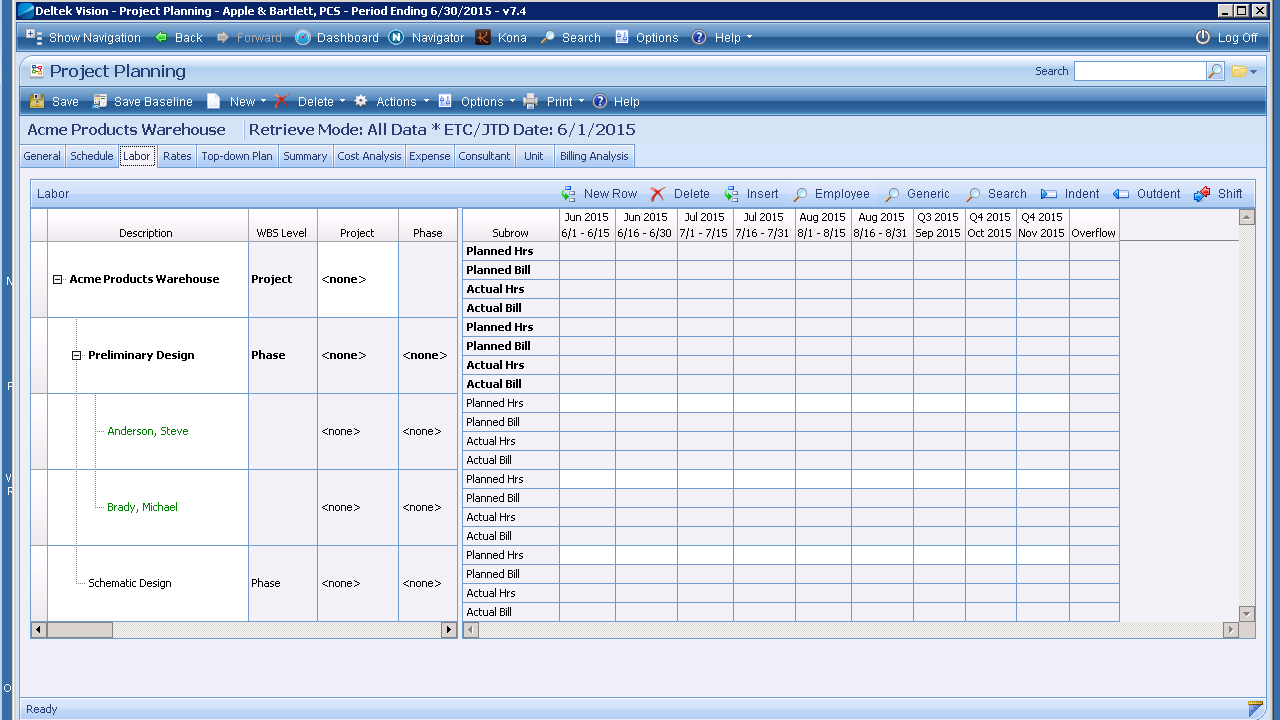 Deltek Vision - Project Planning - Apple & Bartlett, PCS - Period Ending 6/30/2015 - v7.4
Show Navigation Back Forward Dashboard Navigator Kona Search Options Help Log Off
Project Planning Search
Save Save Baseline New Delete Actions Options Print Help
Acme Products Warehouse Retrieve Mode: All Data * ETC/JTD Date: 6/1/2015
General Schedule Labor Rates Top-down Plan Summary Cost Analysis Expense Consultant Unit Billing Analysis
Labor New Row Delete Insert Employee Generic Search Indent Outdent Shift
Jun 2015 Jun 2015 Jul 2015 Jul 2015 Aug 2015 Aug 2015 Q3 2015 Q4 2015 Q4 2015
Description WBS Level Project Phase Subrow 6/1 - 6/15 6/16 - 6/30 7/1 - 7/15 7/16 - 7/31 8/1 - 8/15 8/16 - 8/31 Sep 2015 Oct 2015 Nov 2015 Overflow
Planned Hrs
Planned Bill
Acme Products Warehouse Project <none>
Actual Hrs
Actual Bill
Planned Hrs
Planned Bill
Preliminary Design Phase <none> <none>
Actual Hrs
Actual Bill
Planned Hrs
Planned Bill
Anderson, Steve <none> <none>
Actual Hrs
Actual Bill
Planned Hrs
Planned Bill
Brady, Michael <none> <none>
Actual Hrs
Actual Bill
Planned Hrs
Planned Bill
Schematic Design Phase <none> <none>
Actual Hrs
Actual Bill
Ready